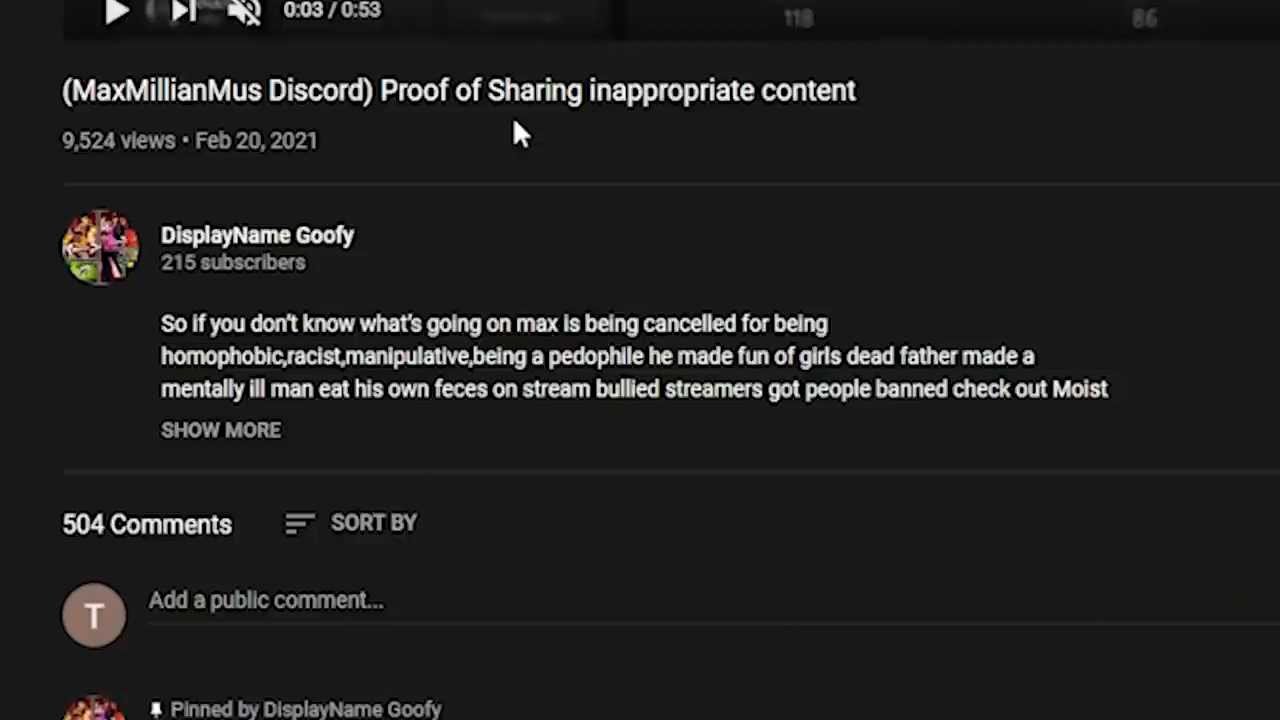 0:03 / 0:53
118
86
(MaxMillianMus Discord) Proof of Sharing inappropriate content
9,524 views • Feb 20, 2021
DisplayName Goofy
215 subscribers
So if you don't know what's going on max is being cancelled for being
homophobic,racist,manipulative,being a pedophile he made fun of girls dead father made a
mentally ill man eat his own feces on stream bullied streamers got people banned check out Moist
SHOW MORE
504 Comments
SORT BY
T
Add a public comment...
Pinned by DisplayName Goofy